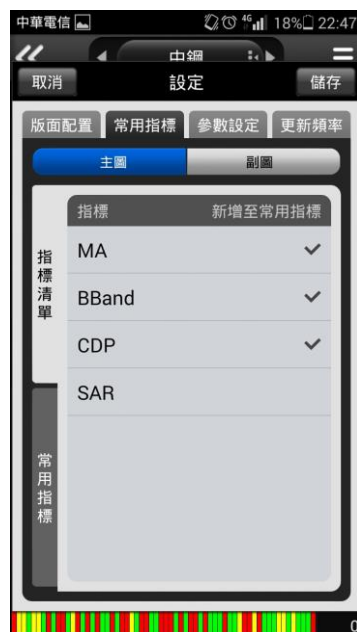 中華電信 4G 18% 22:47
中鋼
取消 設定 儲存
版面配置 常用指標 參數設定 更新頻率
主圖 副圖
指標清單
指標 新增至常用指標
MA
BBand
CDP
SAR
常用指標